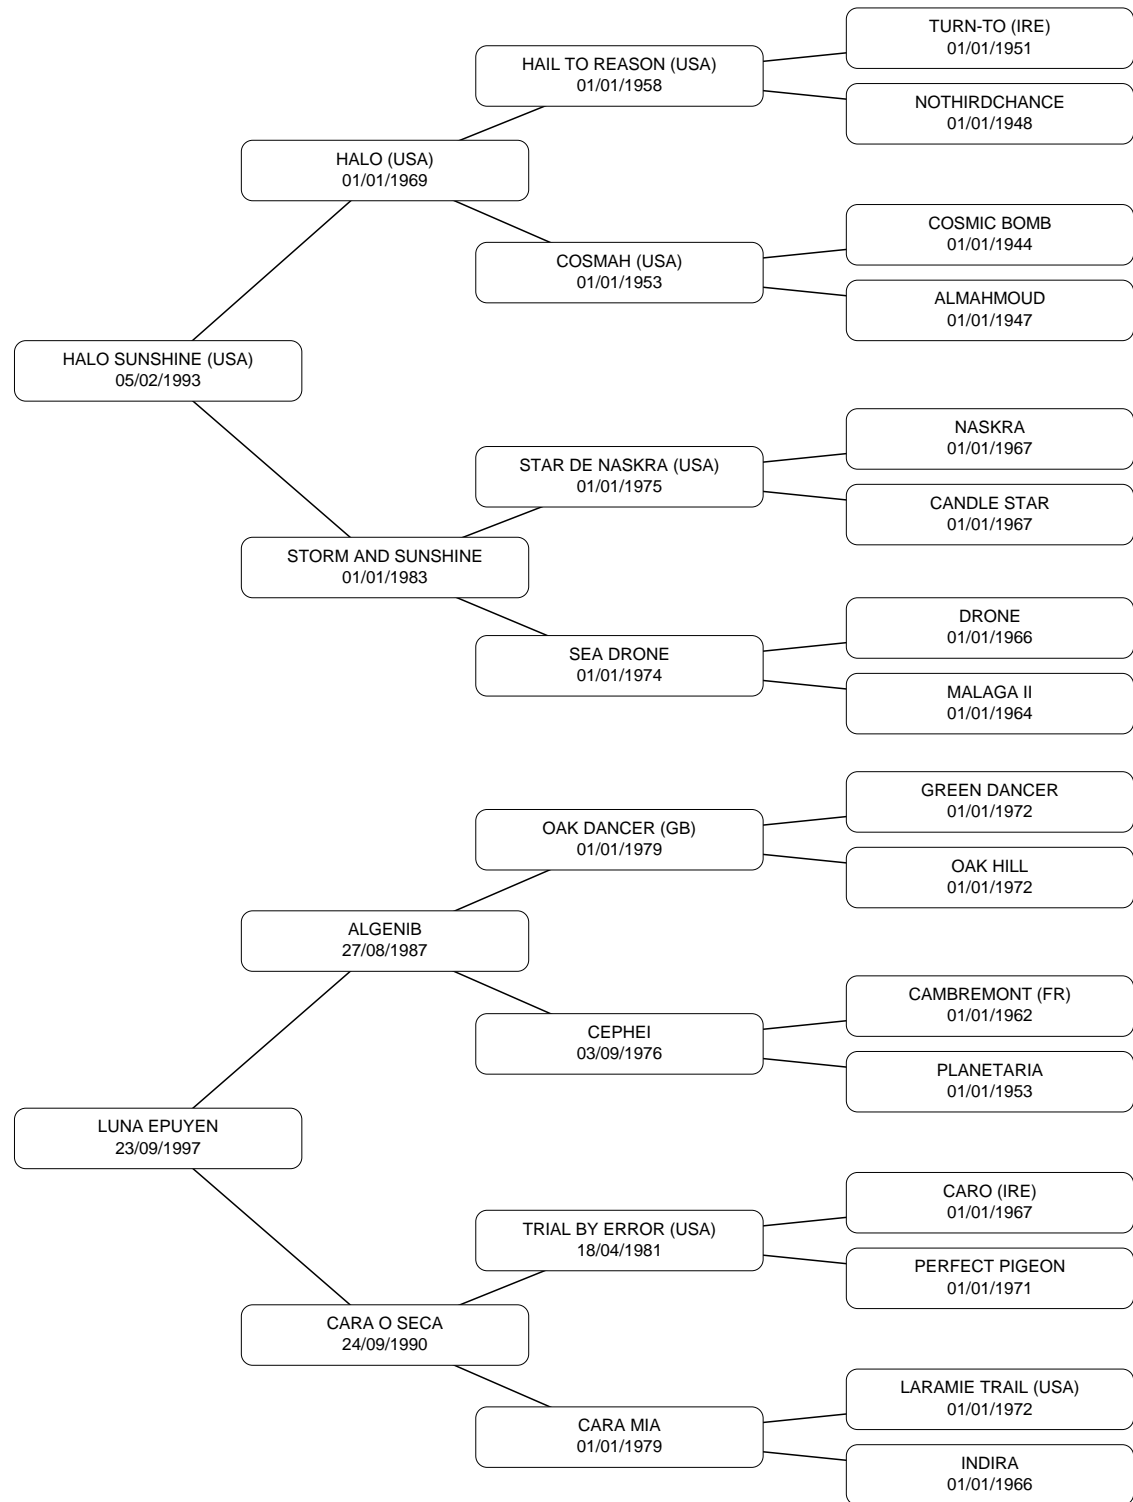 TURN-TO (IRE)
01/01/1951
HAIL TO REASON (USA)
01/01/1958
NOTHIRDCHANCE
01/01/1948
HALO (USA)
01/01/1969
COSMIC BOMB
01/01/1944
COSMAH (USA)
01/01/1953
ALMAHMOUD
01/01/1947
HALO SUNSHINE (USA)
05/02/1993
NASKRA
01/01/1967
STAR DE NASKRA (USA)
01/01/1975
CANDLE STAR
01/01/1967
STORM AND SUNSHINE
01/01/1983
DRONE
01/01/1966
SEA DRONE
01/01/1974
MALAGA II
01/01/1964
GREEN DANCER
01/01/1972
OAK DANCER (GB)
01/01/1979
OAK HILL
01/01/1972
ALGENIB
27/08/1987
CAMBREMONT (FR)
01/01/1962
CEPHEI
03/09/1976
PLANETARIA
01/01/1953
LUNA EPUYEN
23/09/1997
CARO (IRE)
01/01/1967
TRIAL BY ERROR (USA)
18/04/1981
PERFECT PIGEON
01/01/1971
CARA O SECA
24/09/1990
LARAMIE TRAIL (USA)
01/01/1972
CARA MIA
01/01/1979
INDIRA
01/01/1966